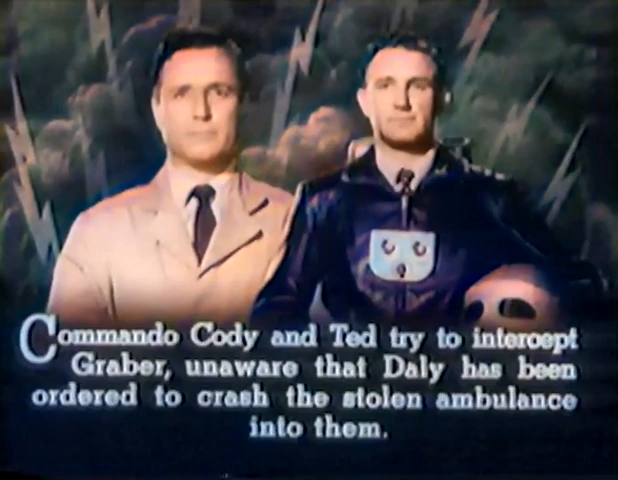 Commando Cody and Ted try to intercept
Graber, unaware that Daly has been
ordered to crash the stolen ambulance
into them.